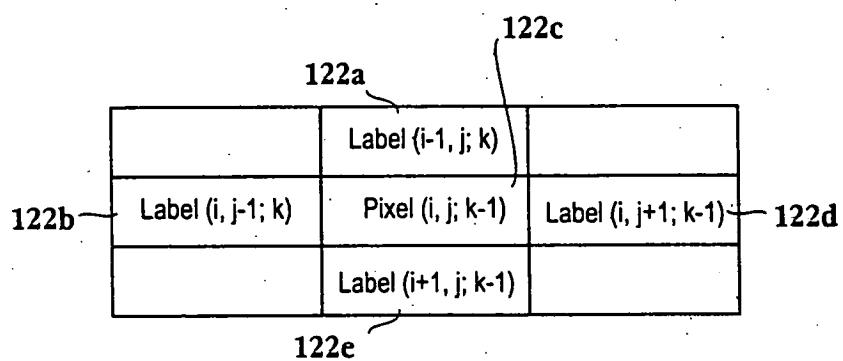 122c
122a
Label (i-1, j; k)
122b Label (i, j-1; k) Pixel (i, j; k-1) Label (i, j+1; k-1) 122d
Label (i+1, j; k-1)
122e